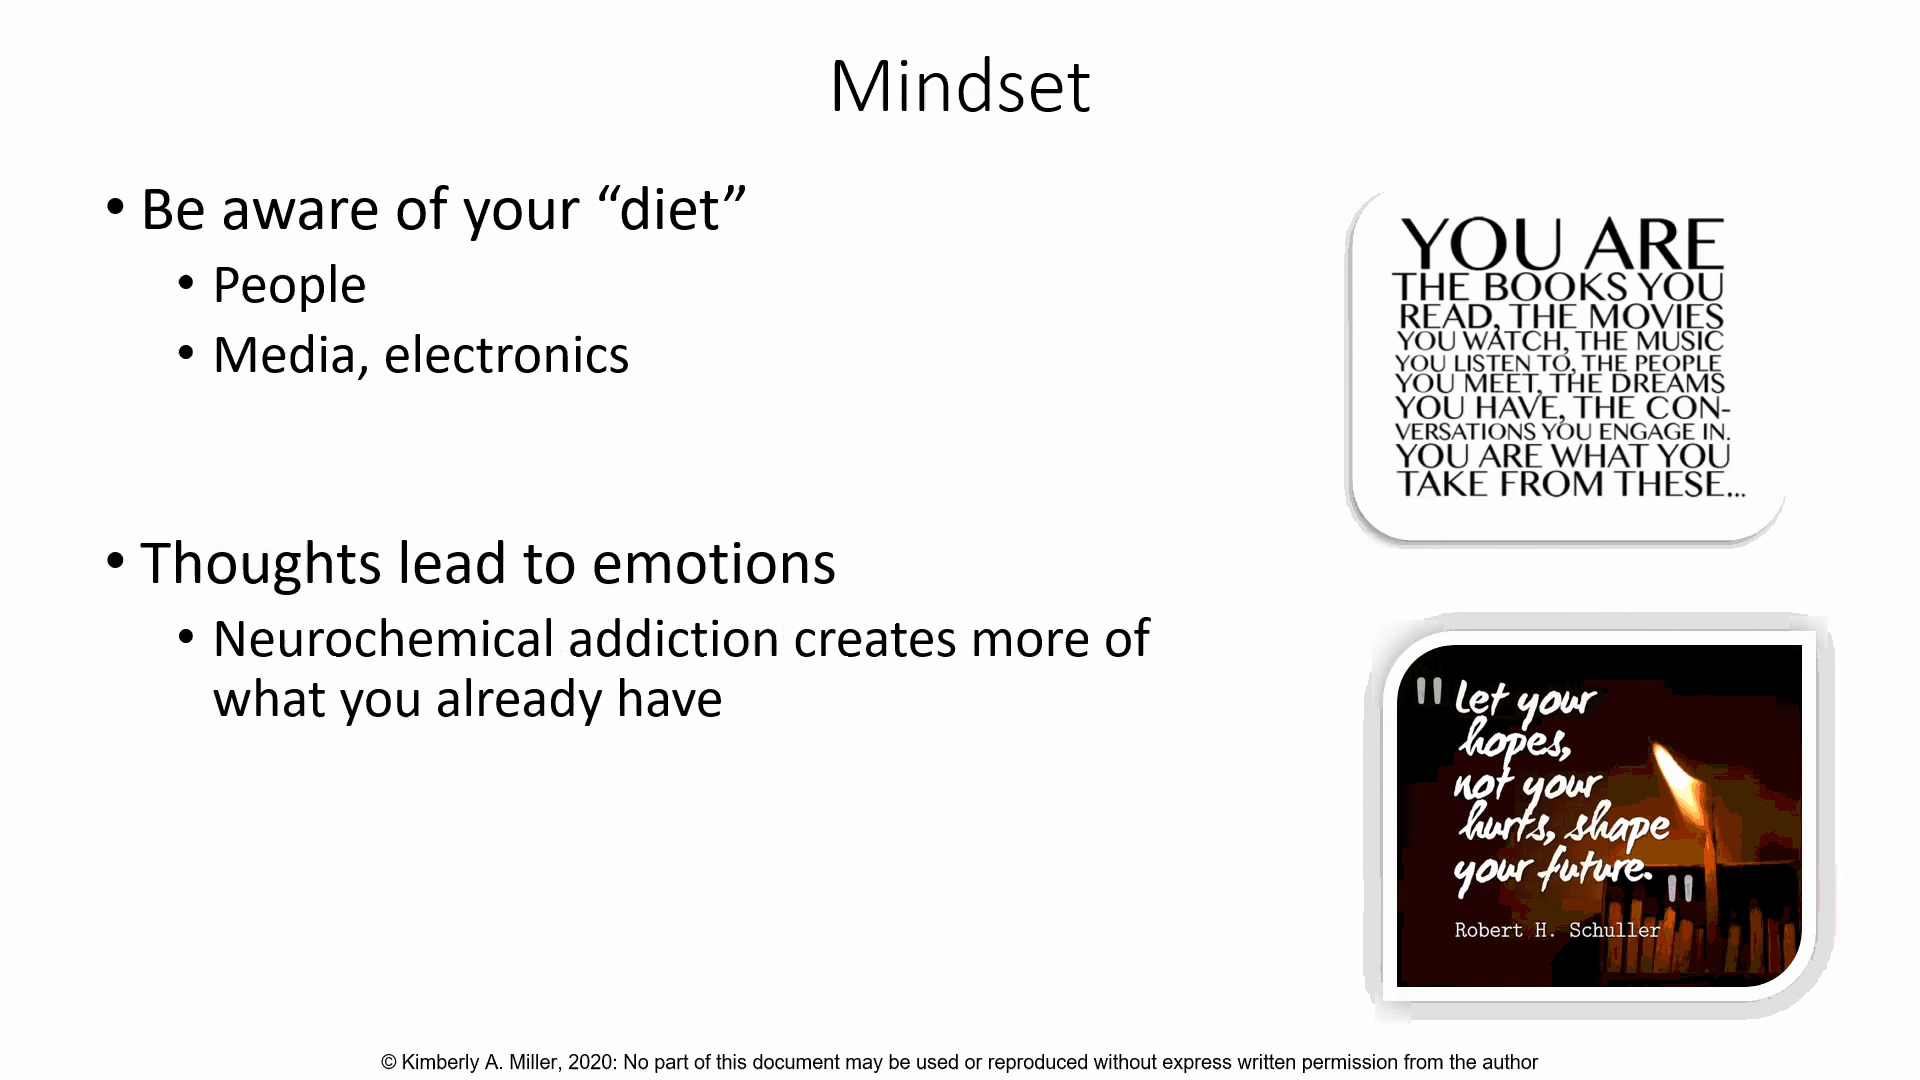 Mindset
• Be aware of your “diet”
• People
• Media, electronics
• Thoughts lead to emotions
• Neurochemical addiction creates more of
what you already have
YOU ARE
THE BOOKS YOU
READ, THE MOVIES
YOU WATCH, THE MUSIC
YOU LISTEN TO, THE PEOPLE
YOU MEET, THE DREAMS
YOU HAVE, THE CON-
VERSATIONS YOU ENGAGE IN.
YOU ARE WHAT YOU
TAKE FROM THESE...
"Let your
hopes,
not your
hurts, shape
your future."
Robert H. Schuller
© Kimberly A. Miller, 2020: No part of this document may be used or reproduced without express written permission from the author